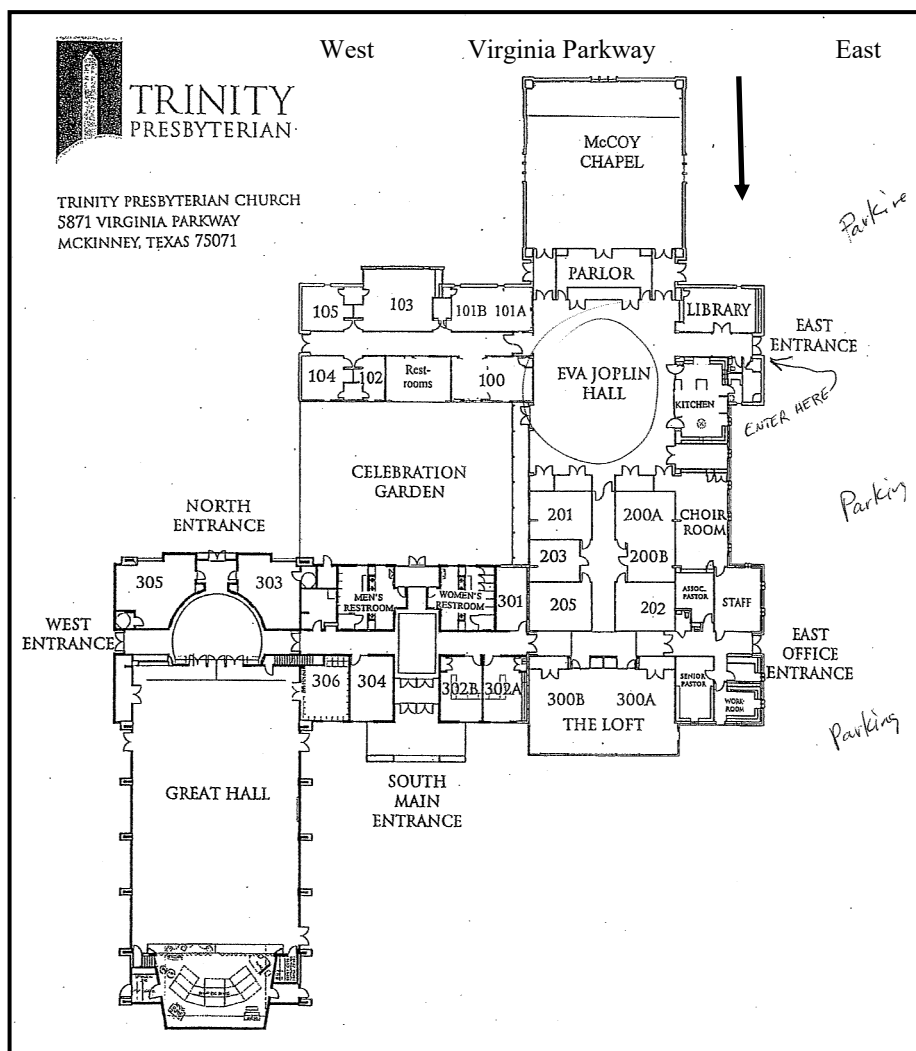 West Virginia Parkway East
TRINITY
PRESBYTERIAN
TRINITY PRESBYTERIAN CHURCH
5871 VIRGINIA PARKWAY
MCKINNEY, TEXAS 75071
McCOY
CHAPEL
Parking
PARLOR
105
103
101B 101A
LIBRARY
EAST
ENTRANCE
104
102
Rest-
rooms
100
EVA JOPLIN
HALL
KITCHEN
ENTER HERE
CELEBRATION
GARDEN
Parking
NORTH
ENTRANCE
201
200A
CHOIR
ROOM
203
200B
305
303
MEN'S
RESTROOM
WOMEN'S
RESTROOM
301
205
202
ASSOC.
PASTOR
STAFF
WEST
ENTRANCE
EAST
OFFICE
ENTRANCE
306
304
302B
302A
300B
300A
THE LOFT
SENIOR
PASTOR
WORK-
ROOM
Parking
GREAT HALL
SOUTH
MAIN
ENTRANCE